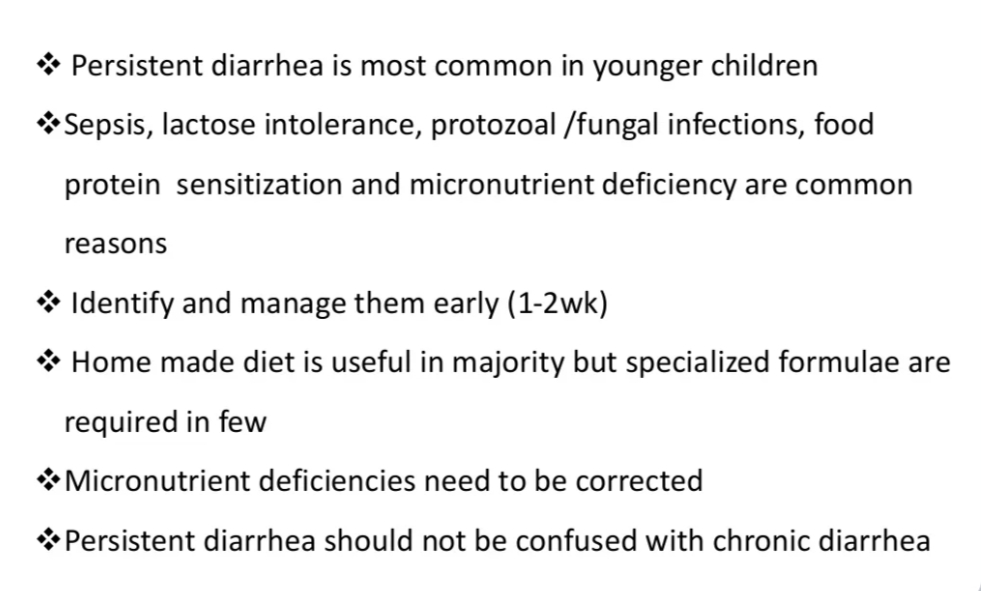 ❖ Persistent diarrhea is most common in younger children
❖Sepsis, lactose intolerance, protozoal /fungal infections, food
protein  sensitization and micronutrient deficiency are common
reasons
❖ Identify and manage them early (1-2wk)
❖ Home made diet is useful in majority but specialized formulae are
required in few
❖Micronutrient deficiencies need to be corrected
❖Persistent diarrhea should not be confused with chronic diarrhea